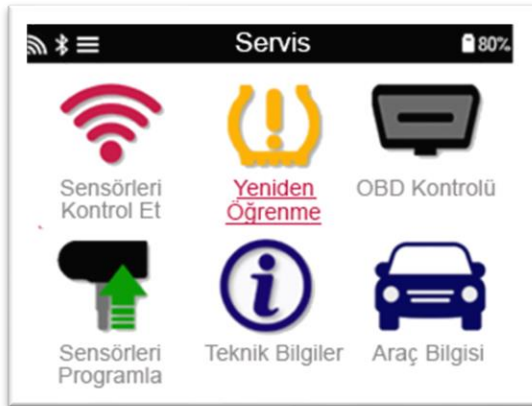 Servis
80%
Sensörleri
Kontrol Et
Yeniden
Öğrenme
OBD Kontrolü
Sensörleri
Programla
Teknik Bilgiler
Araç Bilgisi